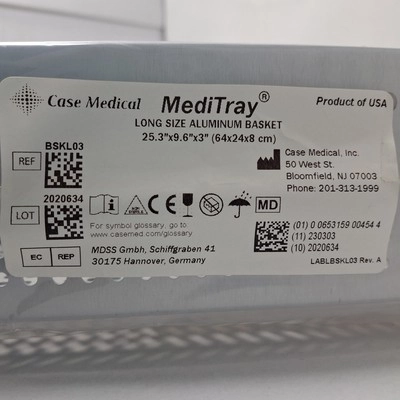 Case Medical MediTray® Product of USA
LONG SIZE ALUMINUM BASKET
25.3"x9.6"x3" (64x24x8 cm)
REF BSKL03
LOT 2020634
Case Medical, Inc.
50 West St.
Bloomfield, NJ 07003
Phone: 201-313-1999
MD
For symbol glossary, go to
www.casemed.com/glossary
EC REP
MDSS Gmbh, Schiffgraben 41
30175 Hannover, Germany
(01) 0 0653159 00454 4
(11) 230303
(10) 2020634
LABLBSKL03 Rev. A